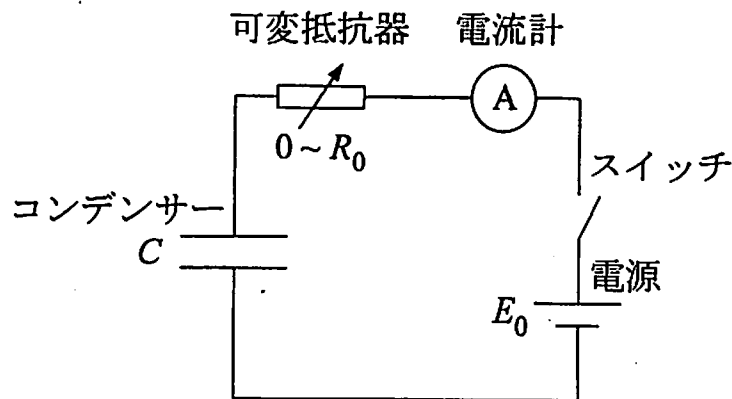 可変抵抗器 電流計
A
0~R₀
スイッチ
コンデンサー
C
電源
E₀